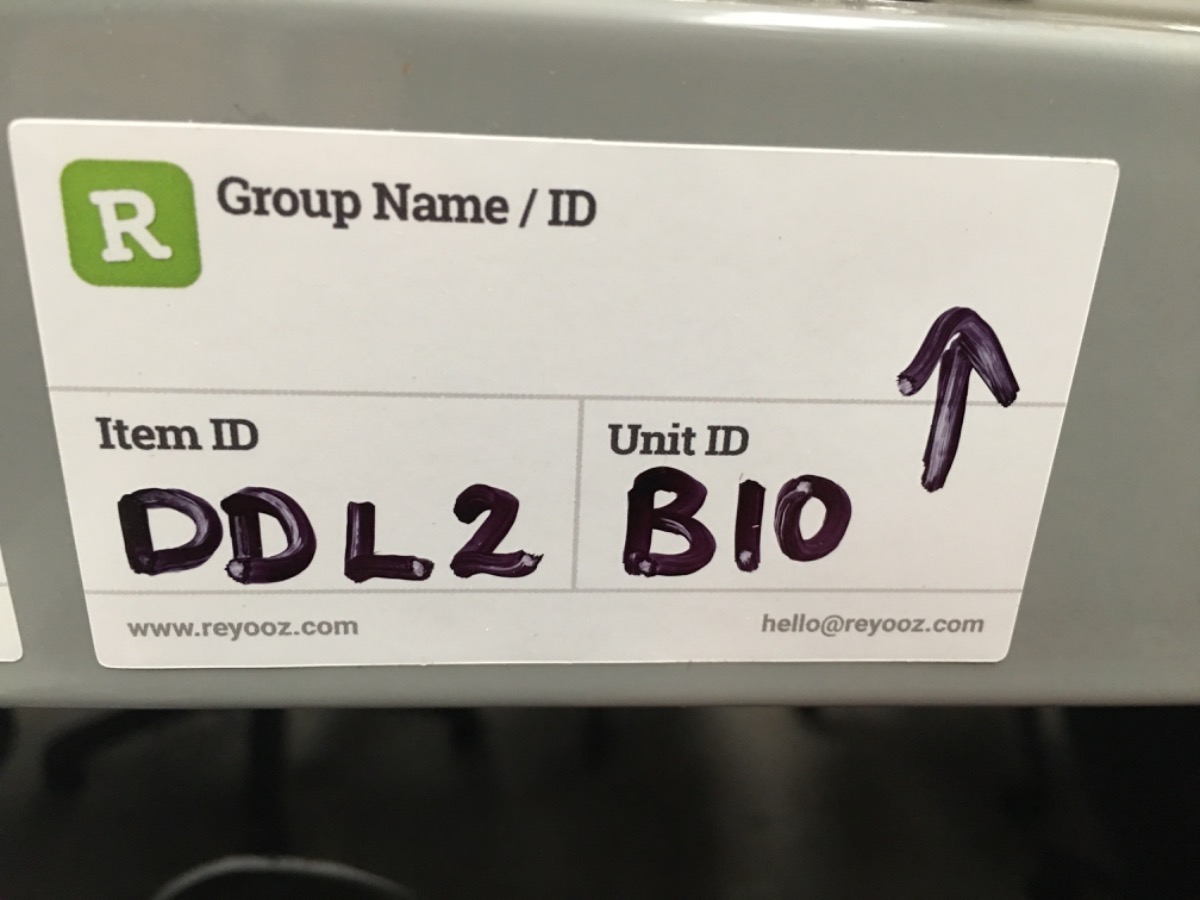 R
Group Name / ID
Item ID
Unit ID
DDL2
B10
www.reyooz.com
hello@reyooz.com